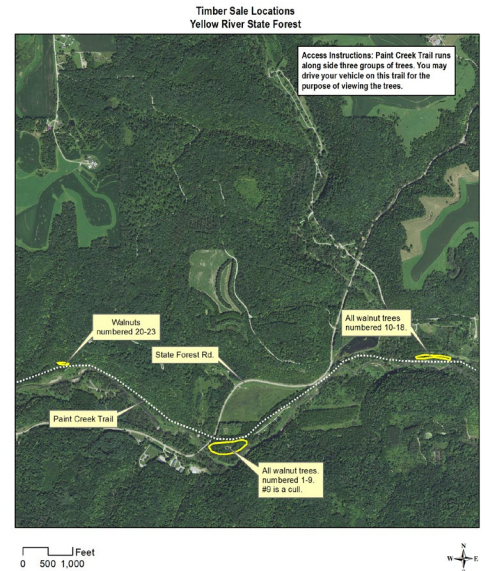 Timber Sale Locations
Yellow River State Forest
Access Instructions: Paint Creek Trail runs
along side three groups of trees. You may
drive your vehicle on this trail for the
purpose of viewing the trees.
Walnuts
numbered 20-23
All walnut trees
numbered 10-18.
State Forest Rd.
Paint Creek Trail
All walnut trees.
numbered 1-9.
#9 is a cull.
Feet
0 500 1,000
N
W E
S